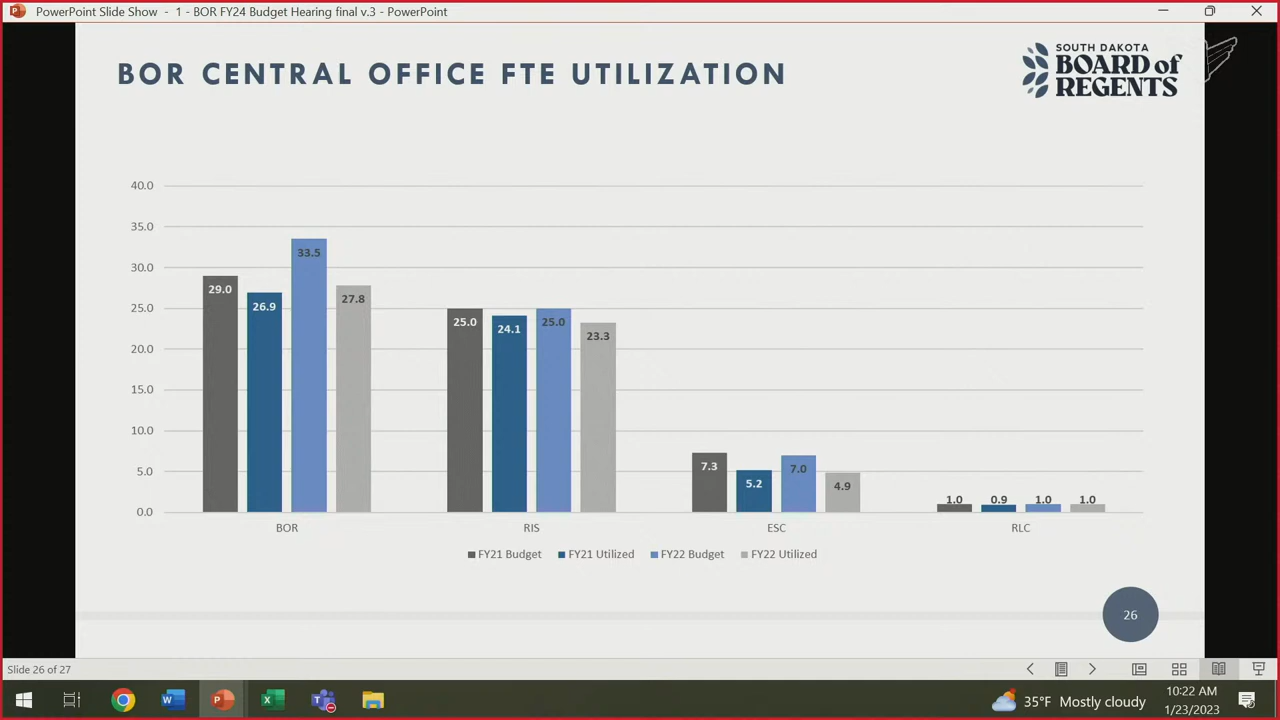 PowerPoint Slide Show - 1 - BOR FY24 Budget Hearing final v.3 - PowerPoint
BOR CENTRAL OFFICE FTE UTILIZATION
SOUTH DAKOTA
BOARD of
REGENTS
40.0
35.0
30.0
25.0
20.0
15.0
10.0
5.0
0.0
29.0
26.9
33.5
27.8
25.0
24.1
25.0
23.3
7.3
5.2
7.0
4.9
1.0
0.9
1.0
1.0
BOR RIS ESC RLC
FY21 Budget FY21 Utilized FY22 Budget FY22 Utilized
26
Slide 26 of 27
35°F Mostly cloudy
10:22 AM
1/23/2023